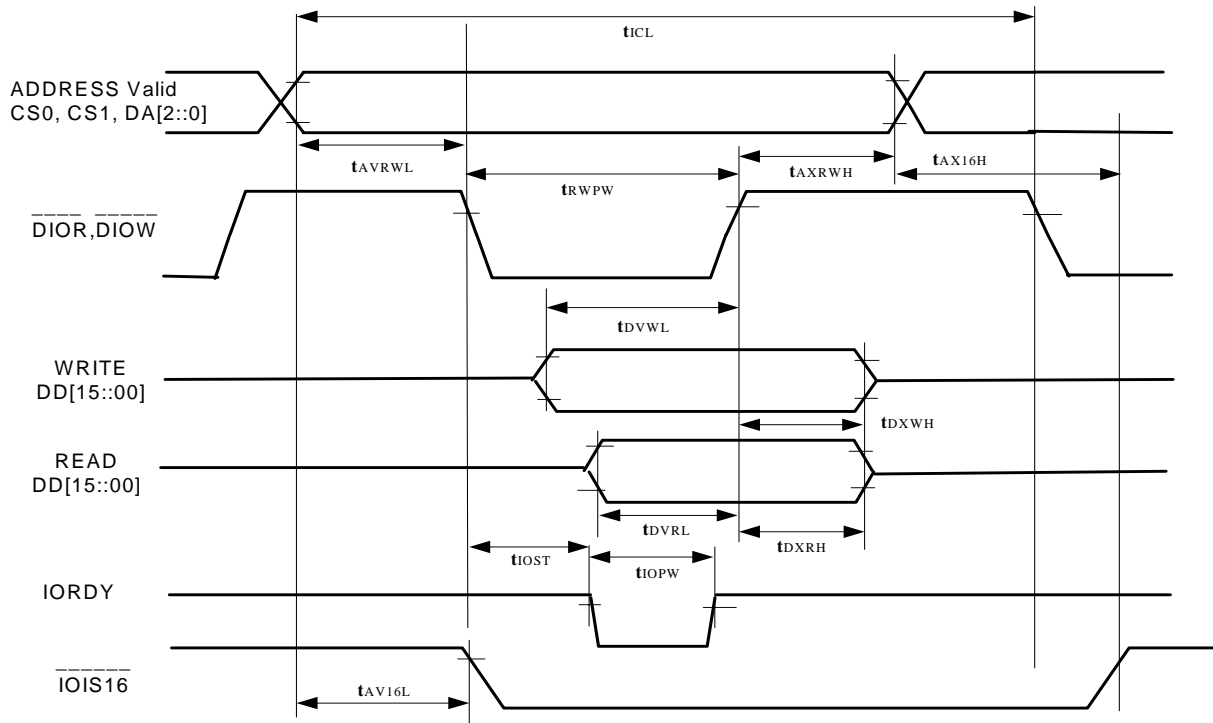 tICL
ADDRESS Valid
CS0, CS1, DA[2::0]
tAVRWL
tRWPW
tAXRWH
tAX16H
DIOR,DIOW
tDVWL
WRITE
DD[15::00]
tDXWH
READ
DD[15::00]
tDVRL
tDXRH
tIOST
tIOPW
IORDY
IOIS16
tAV16L